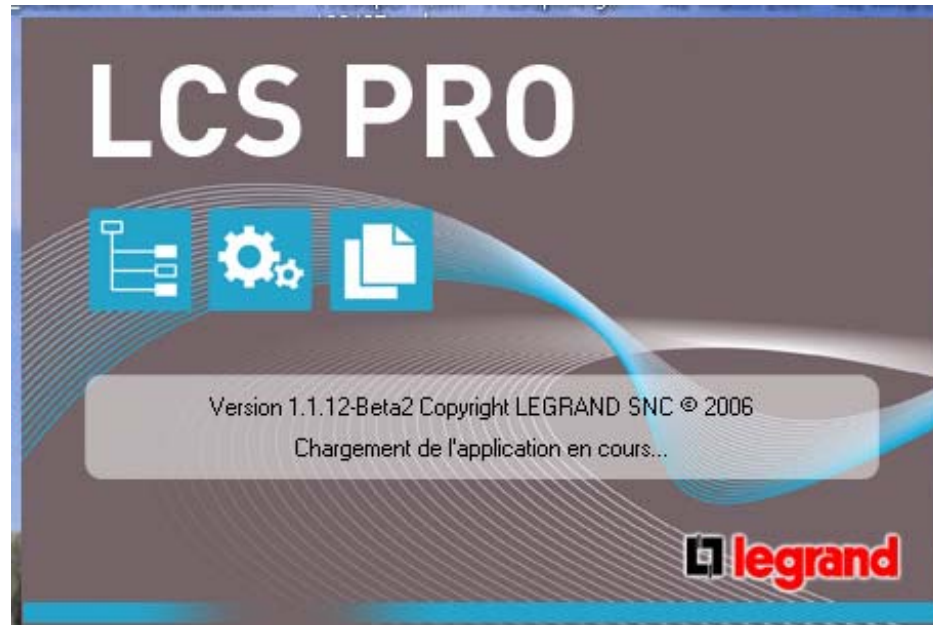 LCS PRO
Version 1.1.12-Beta2 Copyright LEGRAND SNC © 2006
Chargement de l'application en cours...
legrand